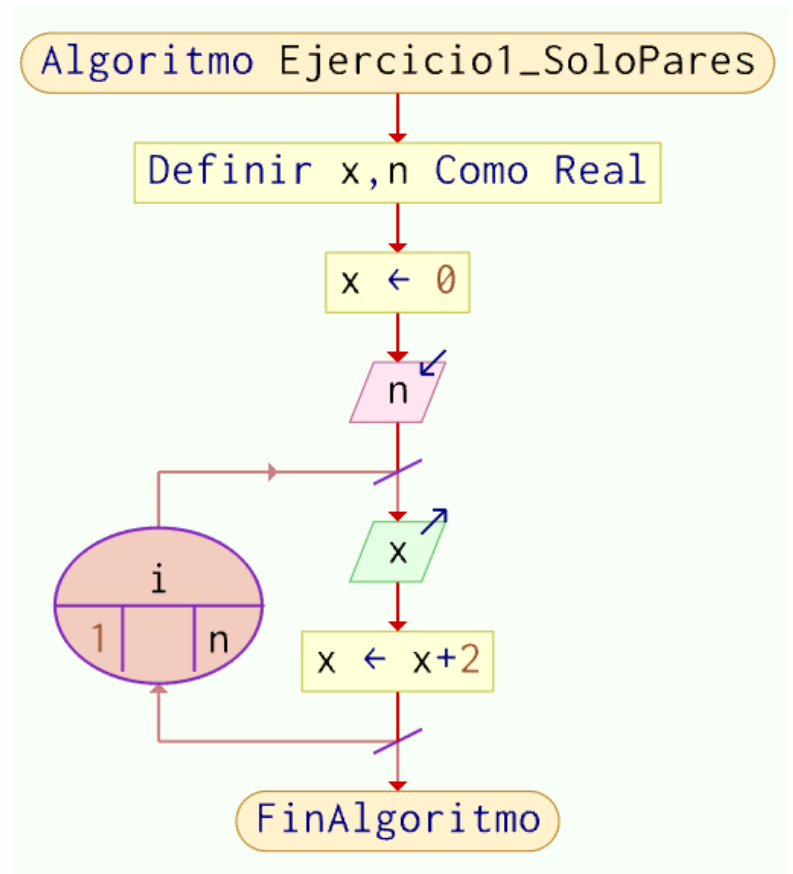 Algoritmo Ejercicio1_SoloPares
Definir x,n Como Real
x ← 0
n
x
i
1 n
x ← x+2
FinAlgoritmo